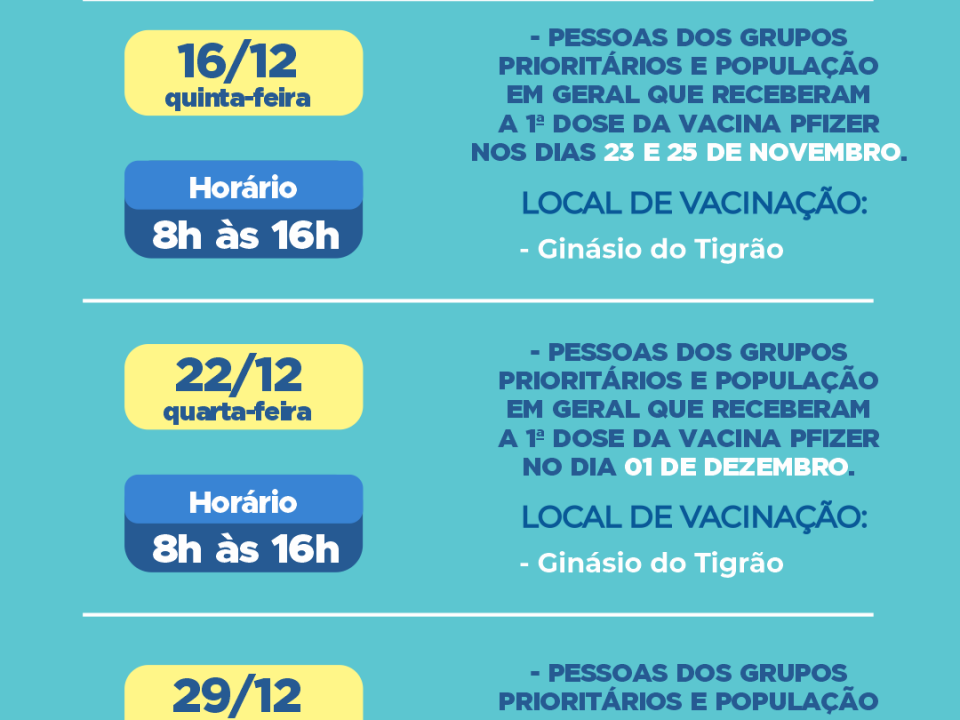 16/12
quinta-feira
Horário
8h às 16h
- PESSOAS DOS GRUPOS
PRIORITÁRIOS E POPULAÇÃO
EM GERAL QUE RECEBERAM
A 1ª DOSE DA VACINA PFIZER
NOS DIAS 23 E 25 DE NOVEMBRO.
LOCAL DE VACINAÇÃO:
- Ginásio do Tigrão
22/12
quarta-feira
Horário
8h às 16h
- PESSOAS DOS GRUPOS
PRIORITÁRIOS E POPULAÇÃO
EM GERAL QUE RECEBERAM
A 1ª DOSE DA VACINA PFIZER
NO DIA 01 DE DEZEMBRO.
LOCAL DE VACINAÇÃO:
- Ginásio do Tigrão
29/12
- PESSOAS DOS GRUPOS
PRIORITÁRIOS E POPULAÇÃO